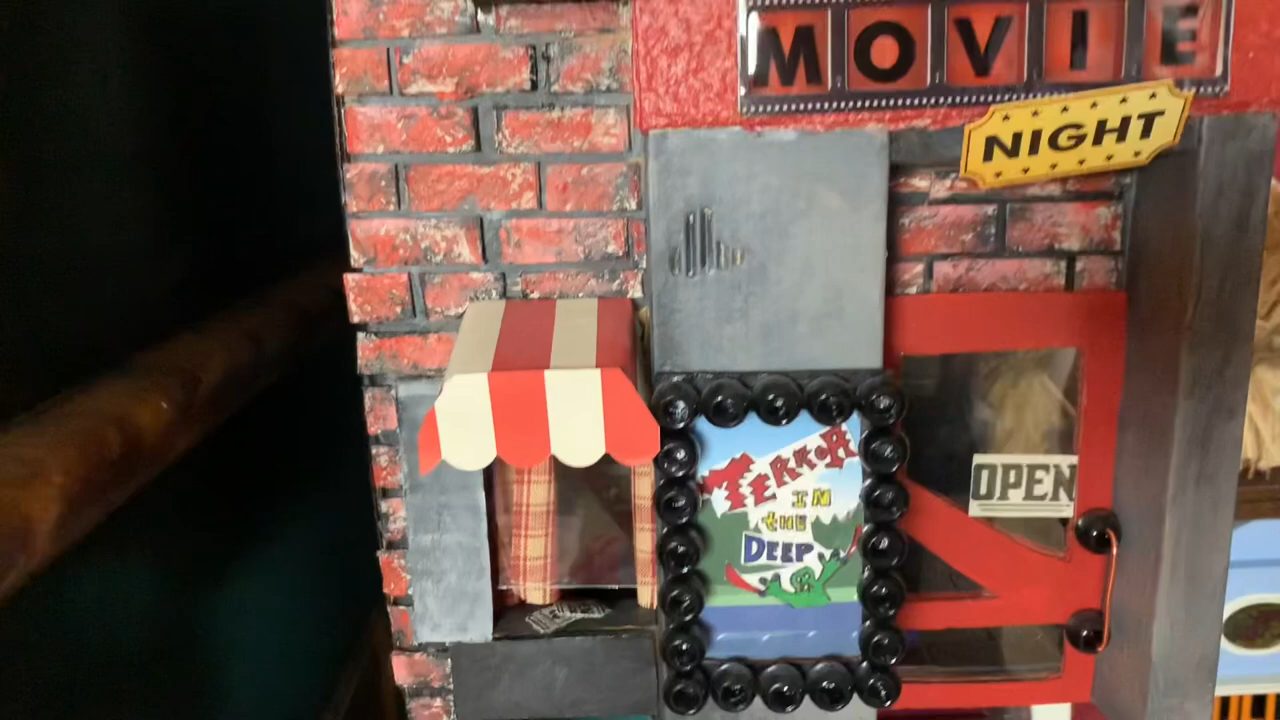 MOVIE
NIGHT
OPEN
TERROR
IN
THE
DEEP